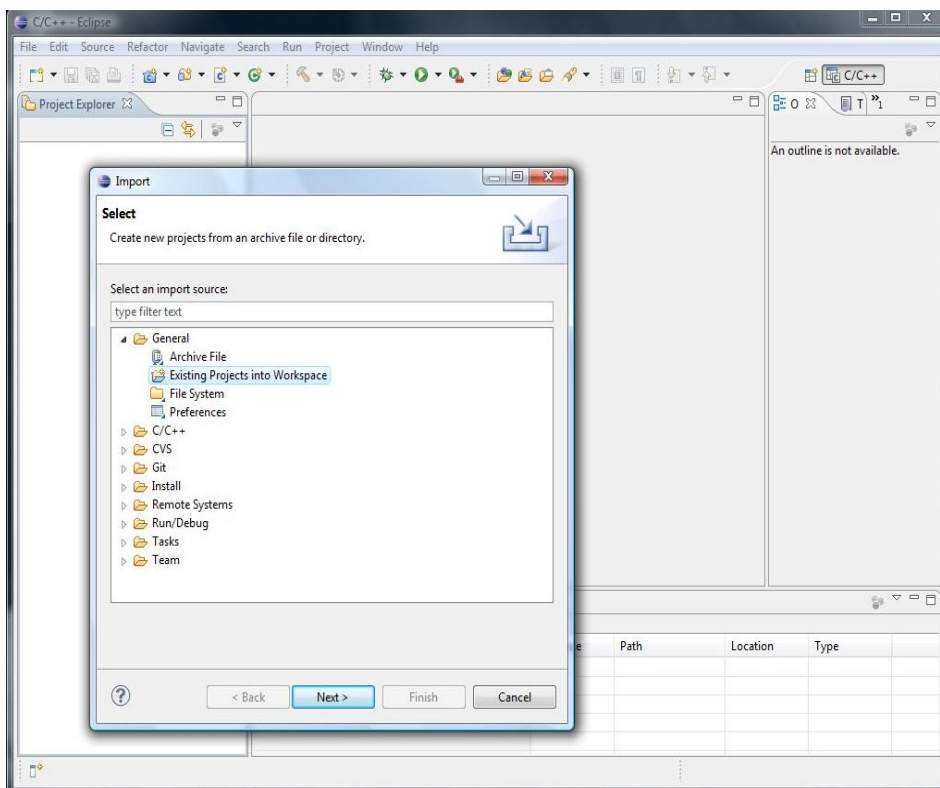 C/C++ - Eclipse
File Edit Source Refactor Navigate Search Run Project Window Help
C/C++
Project Explorer
O T »1
An outline is not available.
Import
Select
Create new projects from an archive file or directory.
Select an import source:
type filter text
General
Archive File
Existing Projects into Workspace
File System
Preferences
C/C++
CVS
Git
Install
Remote Systems
Run/Debug
Tasks
Team
e Path Location Type
? < Back Next > Finish Cancel